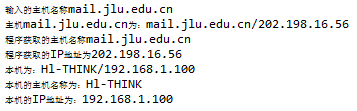 输入的主机名称mail.jlu.edu.cn
主机mail.jlu.edu.cn为: mail.jlu.edu.cn/202.198.16.56
程序获取的主机名称mail.jlu.edu.cn
程序获取的IP地址为202.198.16.56
本机为: Hl-THINK/192.168.1.100
本机的主机名称为: Hl-THINK
本机的IP地址为: 192.168.1.100